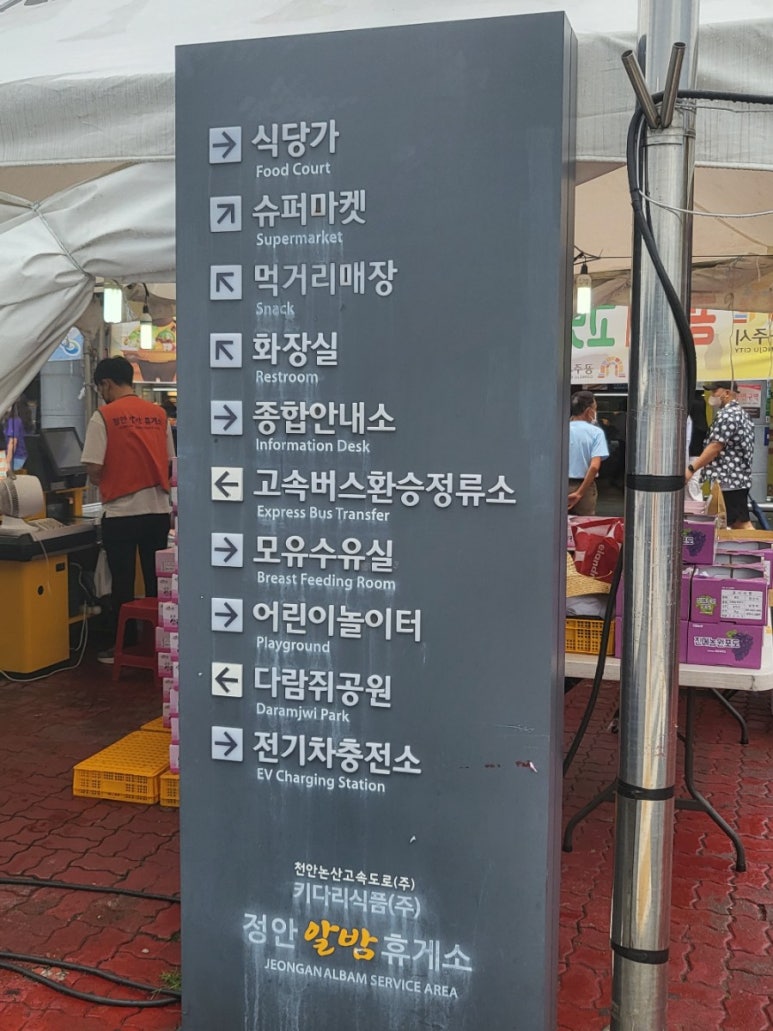 식당가
Food Court
슈퍼마켓
Supermarket
먹거리매장
Snack
화장실
Restroom
종합안내소
Information Desk
고속버스환승정류소
Express Bus Transfer
모유수유실
Breast Feeding Room
어린이놀이터
Playground
다람쥐공원
Daramjwi Park
전기차충전소
EV Charging Station
천안논산고속도로(주)
키다리식품(주)
정안 알밤 휴게소
JEONGAN ALBAM SERVICE AREA